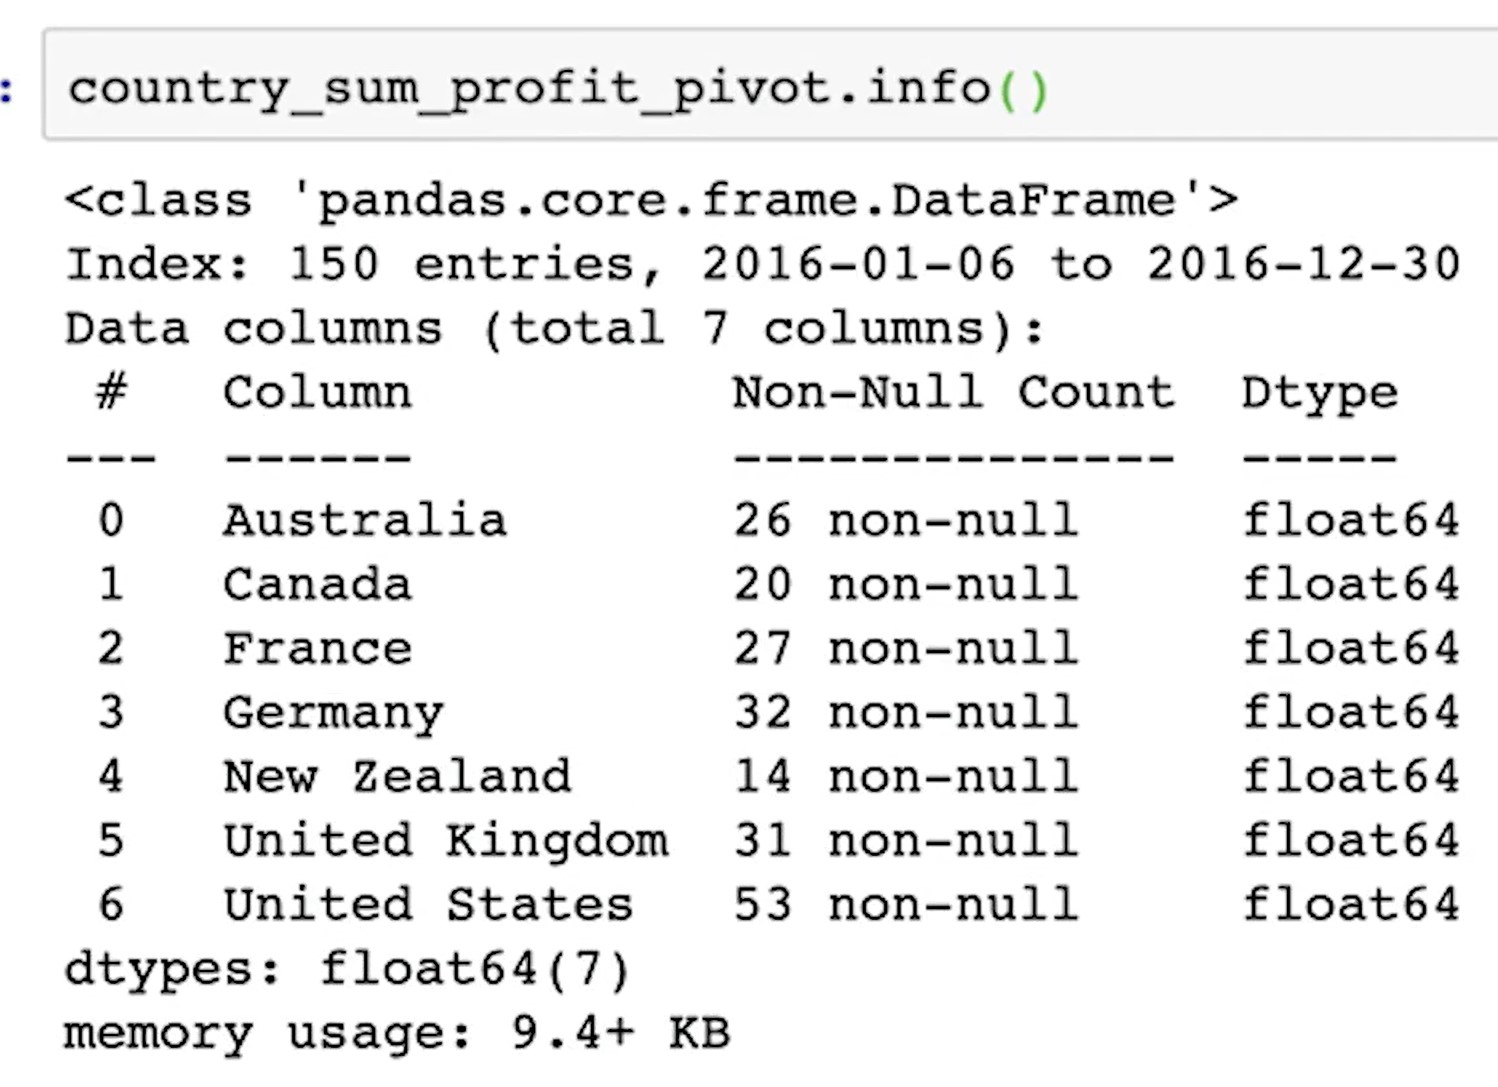 : country_sum_profit_pivot.info()
<class 'pandas.core.frame.DataFrame'>
Index: 150 entries, 2016-01-06 to 2016-12-30
Data columns (total 7 columns):
 #   Column          Non-Null Count  Dtype
---  ------          --------------  -----
 0   Australia       26 non-null     float64
 1   Canada          20 non-null     float64
 2   France          27 non-null     float64
 3   Germany         32 non-null     float64
 4   New Zealand     14 non-null     float64
 5   United Kingdom  31 non-null     float64
 6   United States   53 non-null     float64
dtypes: float64(7)
memory usage: 9.4+ KB